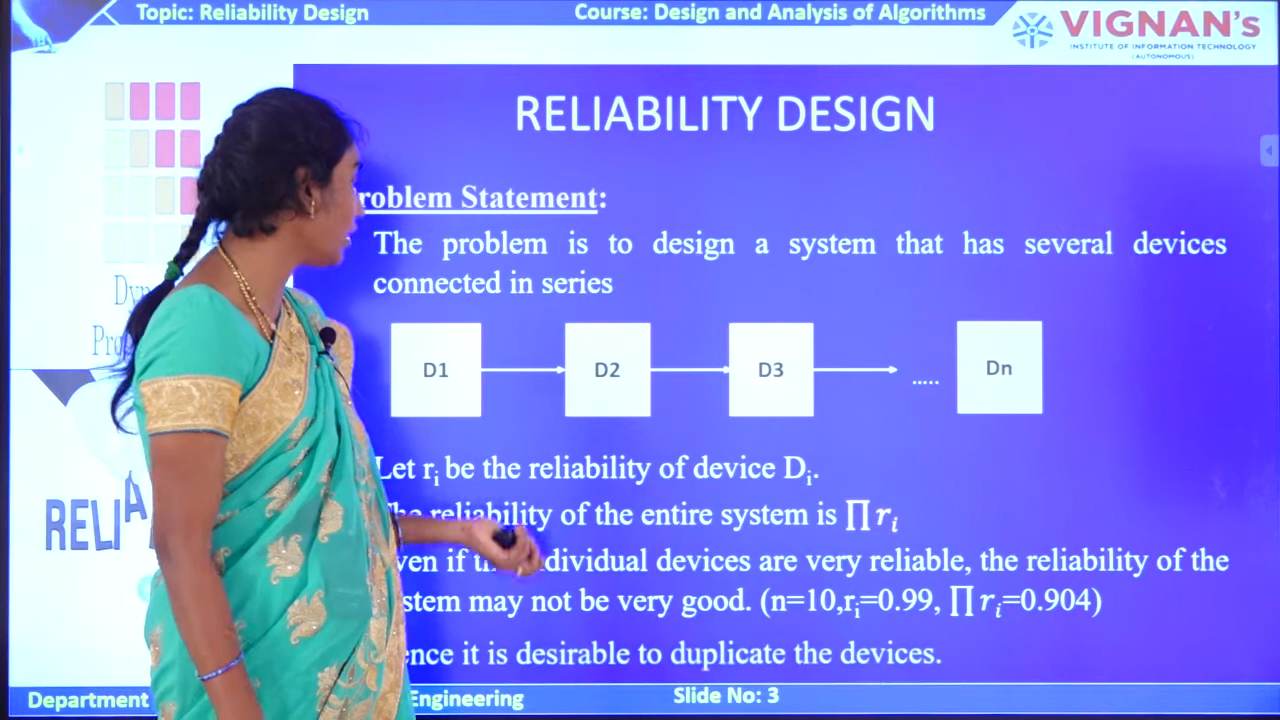 Topic: Reliability Design
Course: Design and Analysis of Algorithms
VIGNAN's
INSTITUTE OF INFORMATION TECHNOLOGY
(AUTONOMOUS)
RELIABILITY DESIGN
roblem Statement:
The problem is to design a system that has several devices
connected in series
D1
D2
D3
.....
Dn
Let rᵢ be the reliability of device Dᵢ.
reliability of the entire system is ∏ rᵢ
ven if individual devices are very reliable, the reliability of the
stem may not be very good. (n=10,rᵢ=0.99, ∏ rᵢ=0.904)
ence it is desirable to duplicate the devices.
RELIA
Department
Engineering
Slide No: 3